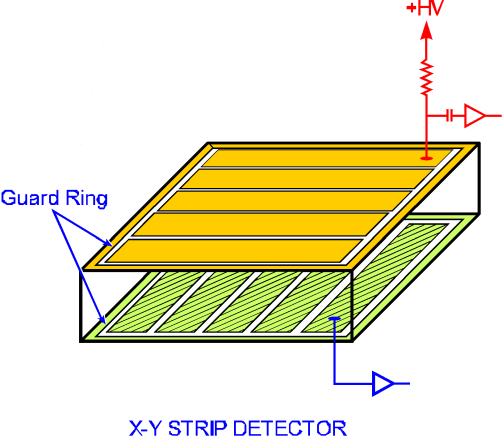 +HV
Guard Ring
X-Y STRIP DETECTOR